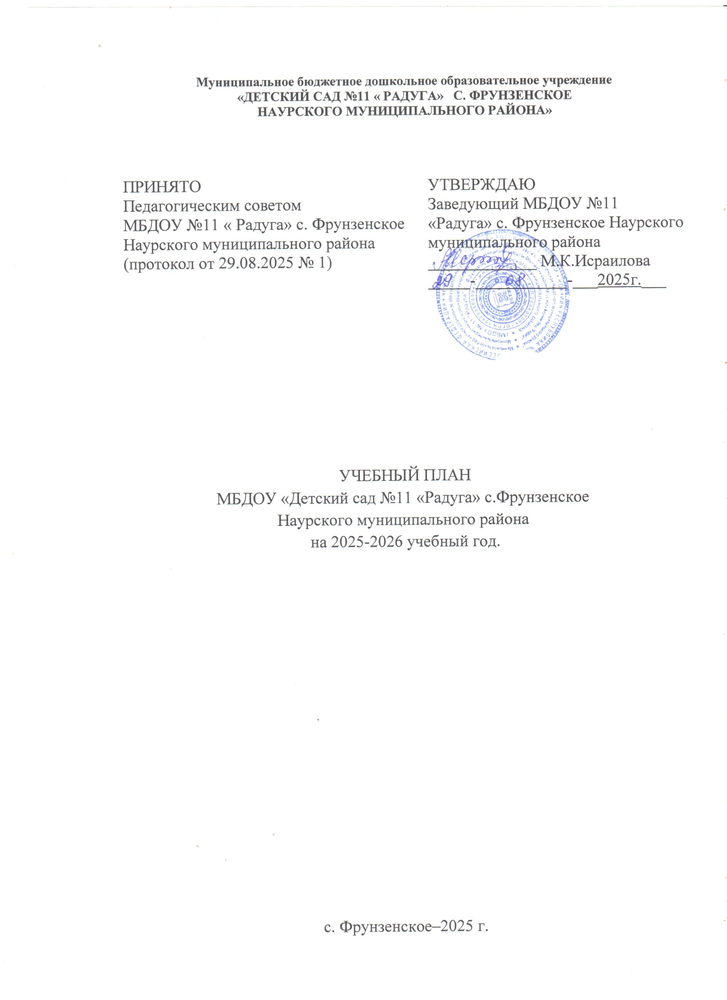 Муниципальное бюджетное дошкольное образовательное учреждение
«ДЕТСКИЙ САД №11 « РАДУГА» С. ФРУНЗЕНСКОЕ
НАУРСКОГО МУНИЦИПАЛЬНОГО РАЙОНА»
ПРИНЯТО
Педагогическим советом
МБДОУ №11 « Радуга» с. Фрунзенское
Наурского муниципального района
(протокол от 29.08.2025 № 1)
УТВЕРЖДАЮ
Заведующий МБДОУ №11
«Радуга» с. Фрунзенское Наурского
муниципального района
_____________ М.К.Исраилова
29 - 08 - ___2025г.___
УЧЕБНЫЙ ПЛАН
МБДОУ «Детский сад №11 «Радуга» с.Фрунзенское
Наурского муниципального района
на 2025-2026 учебный год.
с. Фрунзенское–2025 г.